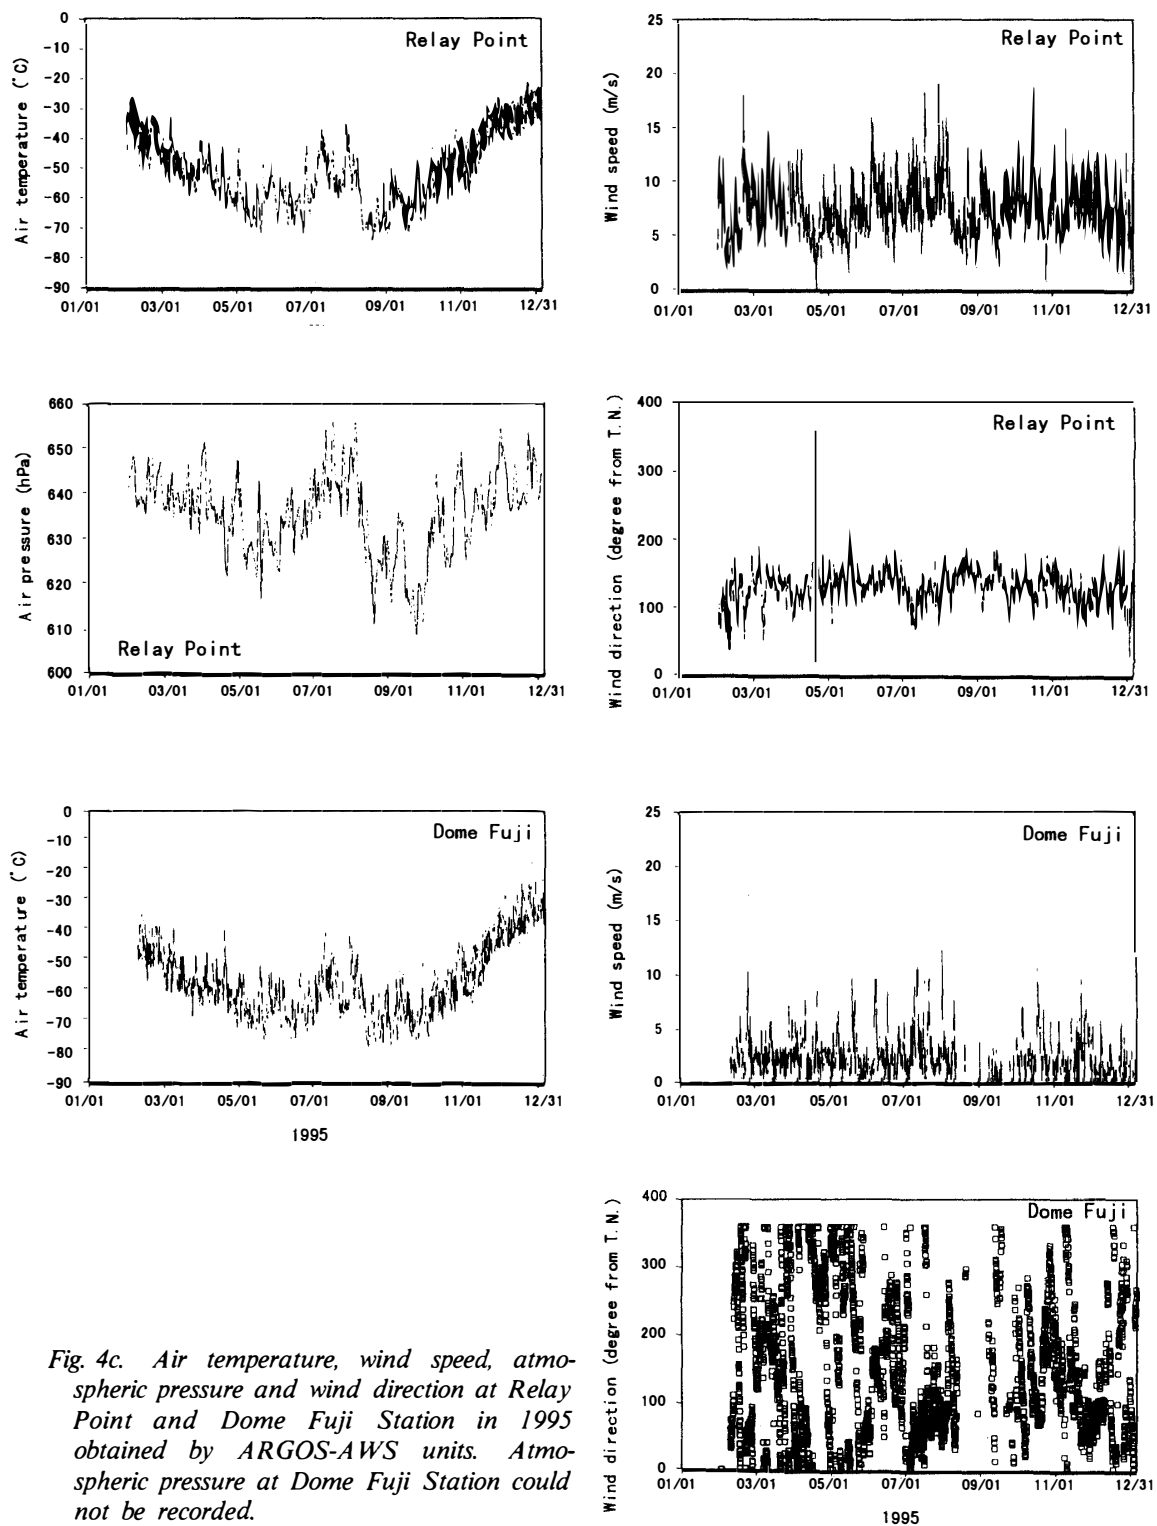 Relay Point
Air temperature (°C)
0
-10
-20
-30
-40
-50
-60
-70
-80
-90
01/01 03/01 05/01 07/01 09/01 11/01 12/31
Relay Point
Wind speed (m/s)
25
20
15
10
5
0
01/01 03/01 05/01 07/01 09/01 11/01 12/31
Air pressure (hPa)
660
650
640
630
620
610
600
Relay Point
01/01 03/01 05/01 07/01 09/01 11/01 12/31
Relay Point
Wind direction (degree from T.N.)
400
300
200
100
0
01/01 03/01 05/01 07/01 09/01 11/01 12/31
Dome Fuji
Air temperature (°C)
0
-10
-20
-30
-40
-50
-60
-70
-80
-90
01/01 03/01 05/01 07/01 09/01 11/01 12/31
1995
Dome Fuji
Wind speed (m/s)
25
20
15
10
5
0
01/01 03/01 05/01 07/01 09/01 11/01 12/31
Dome Fuji
Wind direction (degree from T.N.)
400
300
200
100
0
01/01 03/01 05/01 07/01 09/01 11/01 12/31
1995
Fig. 4c. Air temperature, wind speed, atmo-
spheric pressure and wind direction at Relay
Point and Dome Fuji Station in 1995
obtained by ARGOS-AWS units. Atmo-
spheric pressure at Dome Fuji Station could
not be recorded.